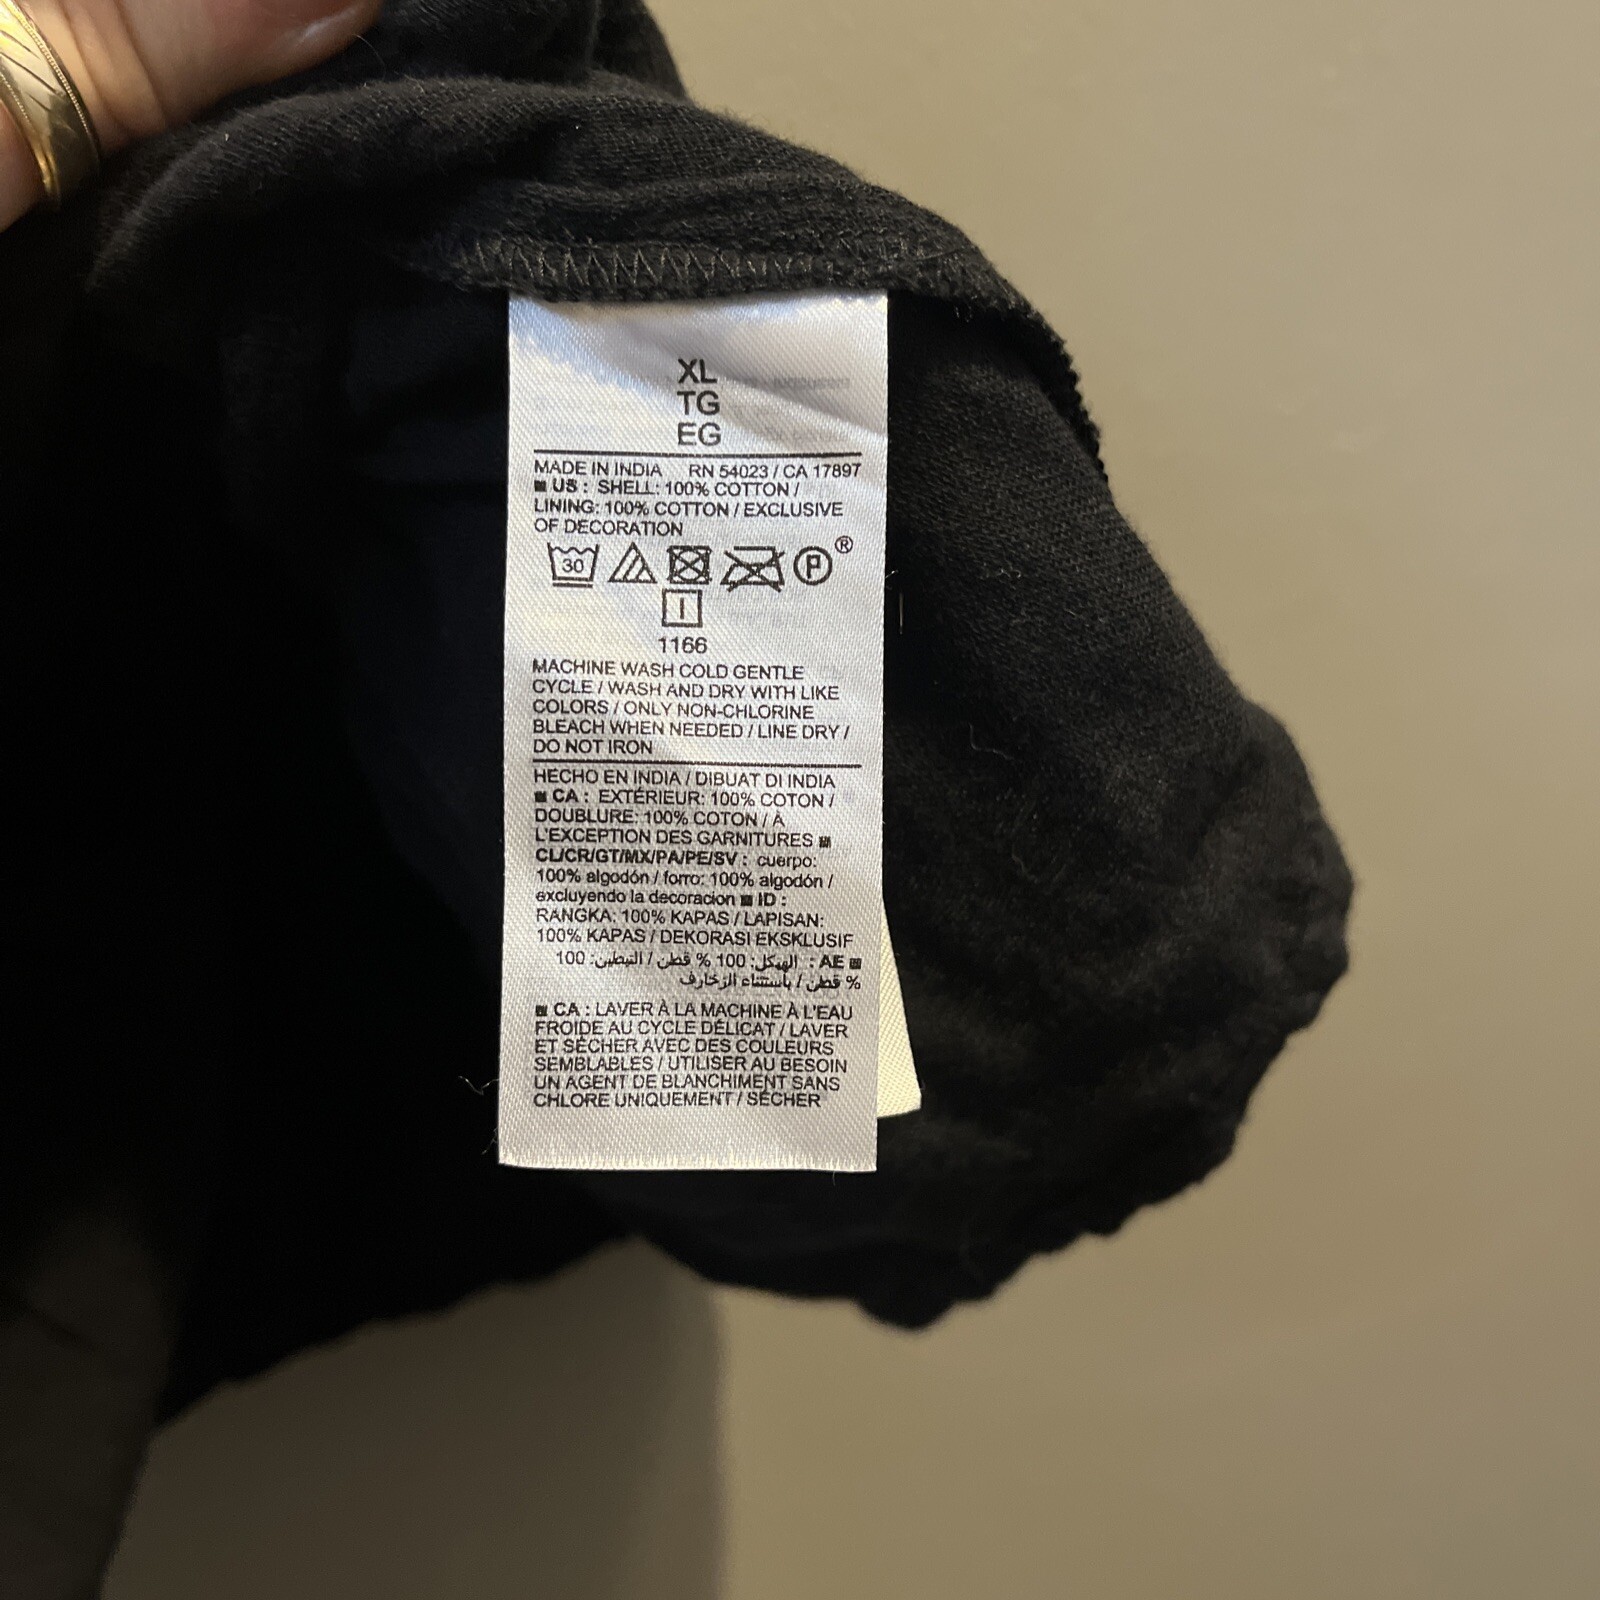 XL
TG
EG
MADE IN INDIA RN 54023 / CA 17897
■ US : SHELL: 100% COTTON /
LINING: 100% COTTON / EXCLUSIVE
OF DECORATION
30 P ®
I
1166
MACHINE WASH COLD GENTLE
CYCLE / WASH AND DRY WITH LIKE
COLORS / ONLY NON-CHLORINE
BLEACH WHEN NEEDED / LINE DRY /
DO NOT IRON
HECHO EN INDIA / DIBUAT DI INDIA
■ CA : EXTÉRIEUR: 100% COTON /
DOUBLURE: 100% COTON / À
L'EXCEPTION DES GARNITURES ■
CL/CR/GT/MX/PA/PE/SV : cuerpo:
100% algodón / forro: 100% algodón /
excluyendo la decoracion ■ ID :
RANGKA: 100% KAPAS / LAPISAN:
100% KAPAS / DEKORASI EKSKLUSIF
■ AE : الهيكل: 100 % قطن / التبطين: 100
% قطن / باستثناء الزخارف
■ CA : LAVER À LA MACHINE À L'EAU
FROIDE AU CYCLE DÉLICAT / LAVER
ET SÉCHER AVEC DES COULEURS
SEMBLABLES / UTILISER AU BESOIN
UN AGENT DE BLANCHIMENT SANS
CHLORE UNIQUEMENT / SÉCHER